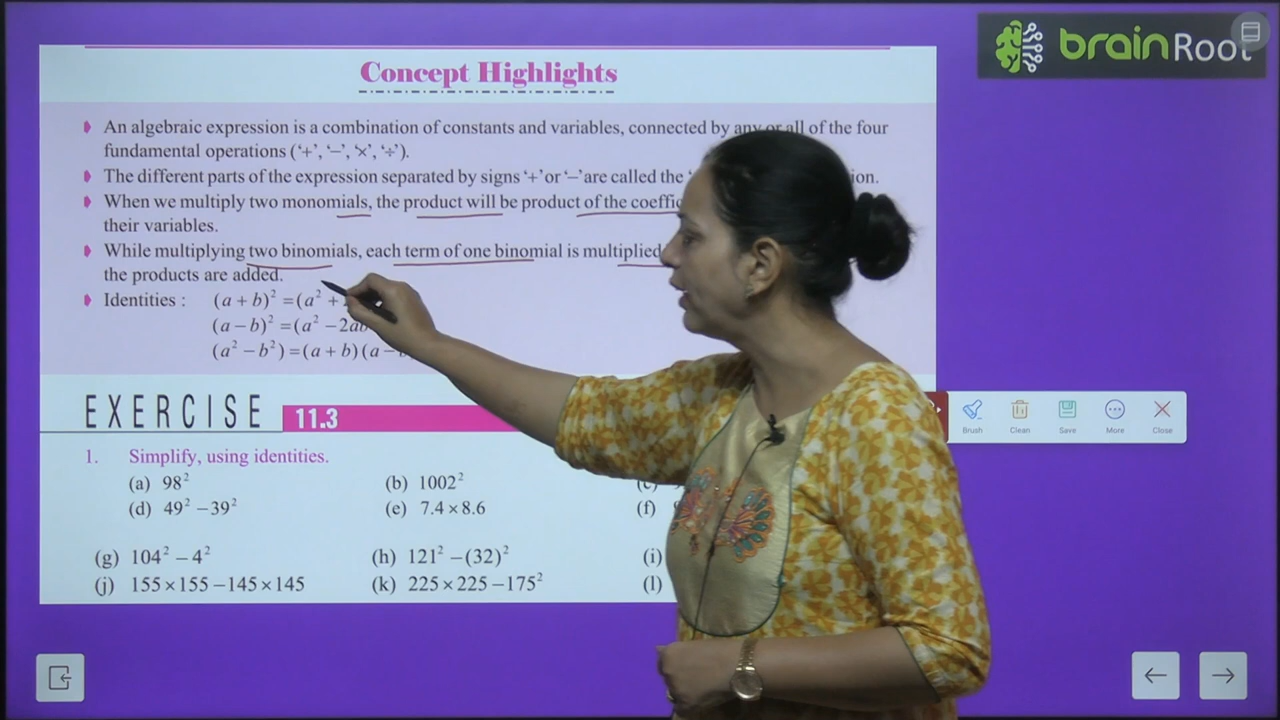 brainRoot
Concept Highlights
An algebraic expression is a combination of constants and variables, connected by any or all of the four
fundamental operations (‘+’, ‘−’, ‘×’, ‘÷’).
The different parts of the expression separated by signs ‘+’ or ‘−’ are called the
When we multiply two monomials, the product will be product of the
their variables.
While multiplying two binomials, each term of one binomial is multiplied
the products are added.
Identities : (a + b)² = (a² +
(a − b)² = (a² − 2ab
(a² − b²) = (a + b) (a −
EXERCISE 11.3
1. Simplify, using identities.
(a) 98² (b) 1002² (c)
(d) 49² − 39² (e) 7.4 × 8.6 (f)
(g) 104² − 4² (h) 121² − (32)² (i)
(j) 155 × 155 − 145 × 145 (k) 225 × 225 − 175² (l)
Brush Clean Save More Close